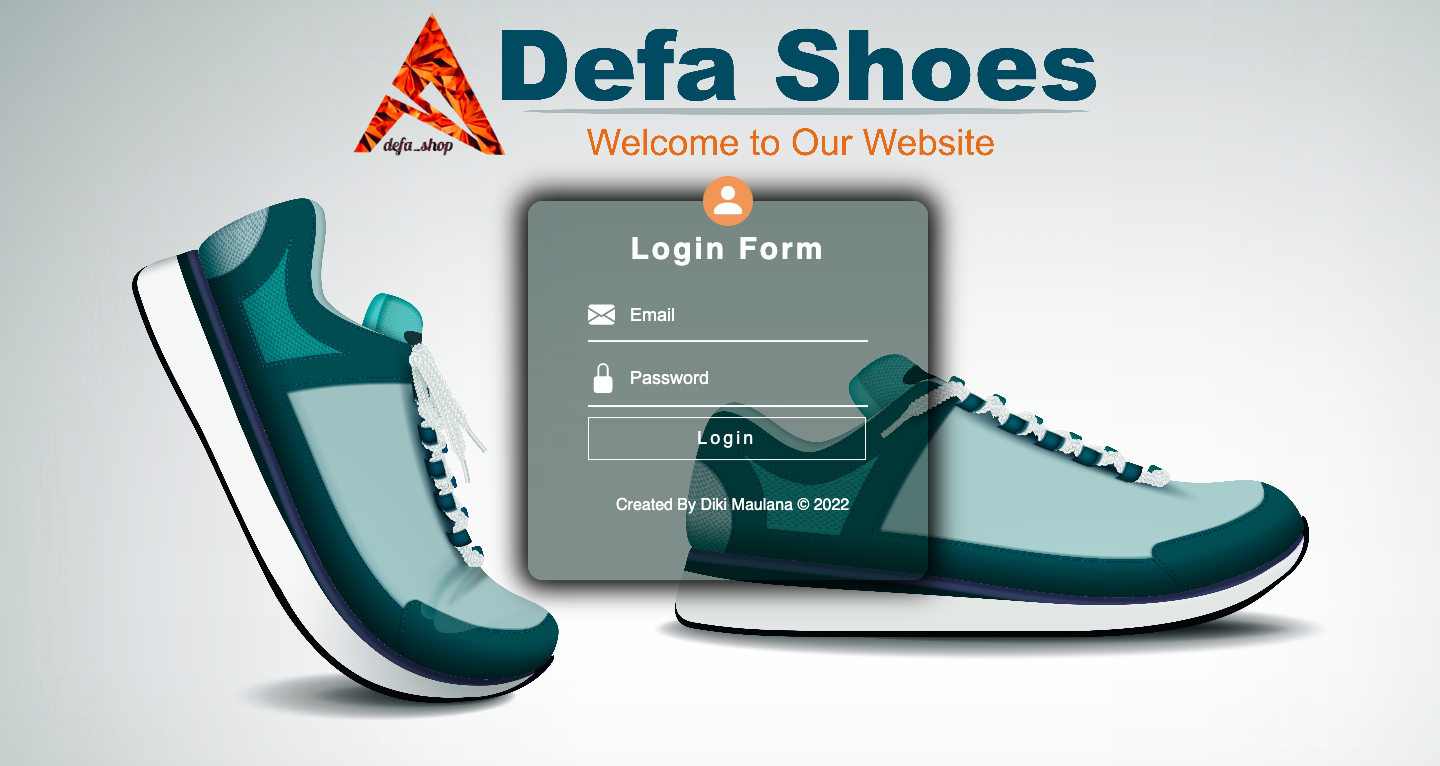 Defa Shoes
defa_shop
Welcome to Our Website
Login Form
Email
Password
Login
Created By Diki Maulana © 2022